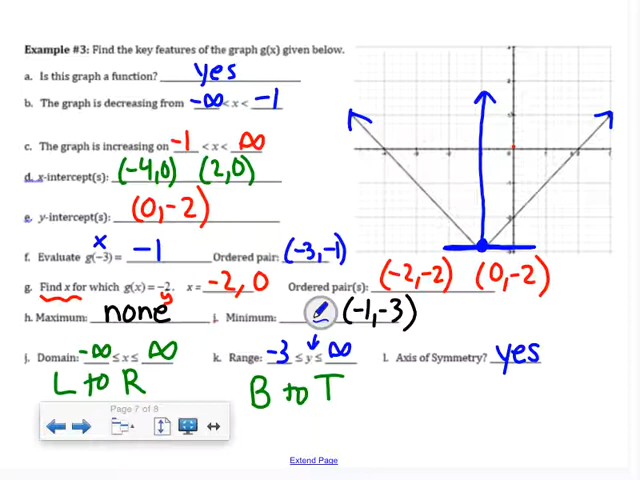 Example #3: Find the key features of the graph g(x) given below.
a. Is this graph a function? yes
b. The graph is decreasing from -∞ < x < -1
c. The graph is increasing on -1 < x < ∞
d. x-intercept(s): (-4,0) (2,0)
e. y-intercept(s): (0,-2)
f. Evaluate g(-3) = -1 Ordered pair: (-3,-1)
x
g. Find x for which g(x) = -2. x = -2, 0 Ordered pair(s): (-2,-2) (0,-2)
h. Maximum: none i. Minimum: (-1,-3)
j. Domain: -∞ ≤ x ≤ ∞ k. Range: -3 ≤ y ≤ ∞ l. Axis of Symmetry? yes
L to R B to T
Page 7 of 8
Extend Page